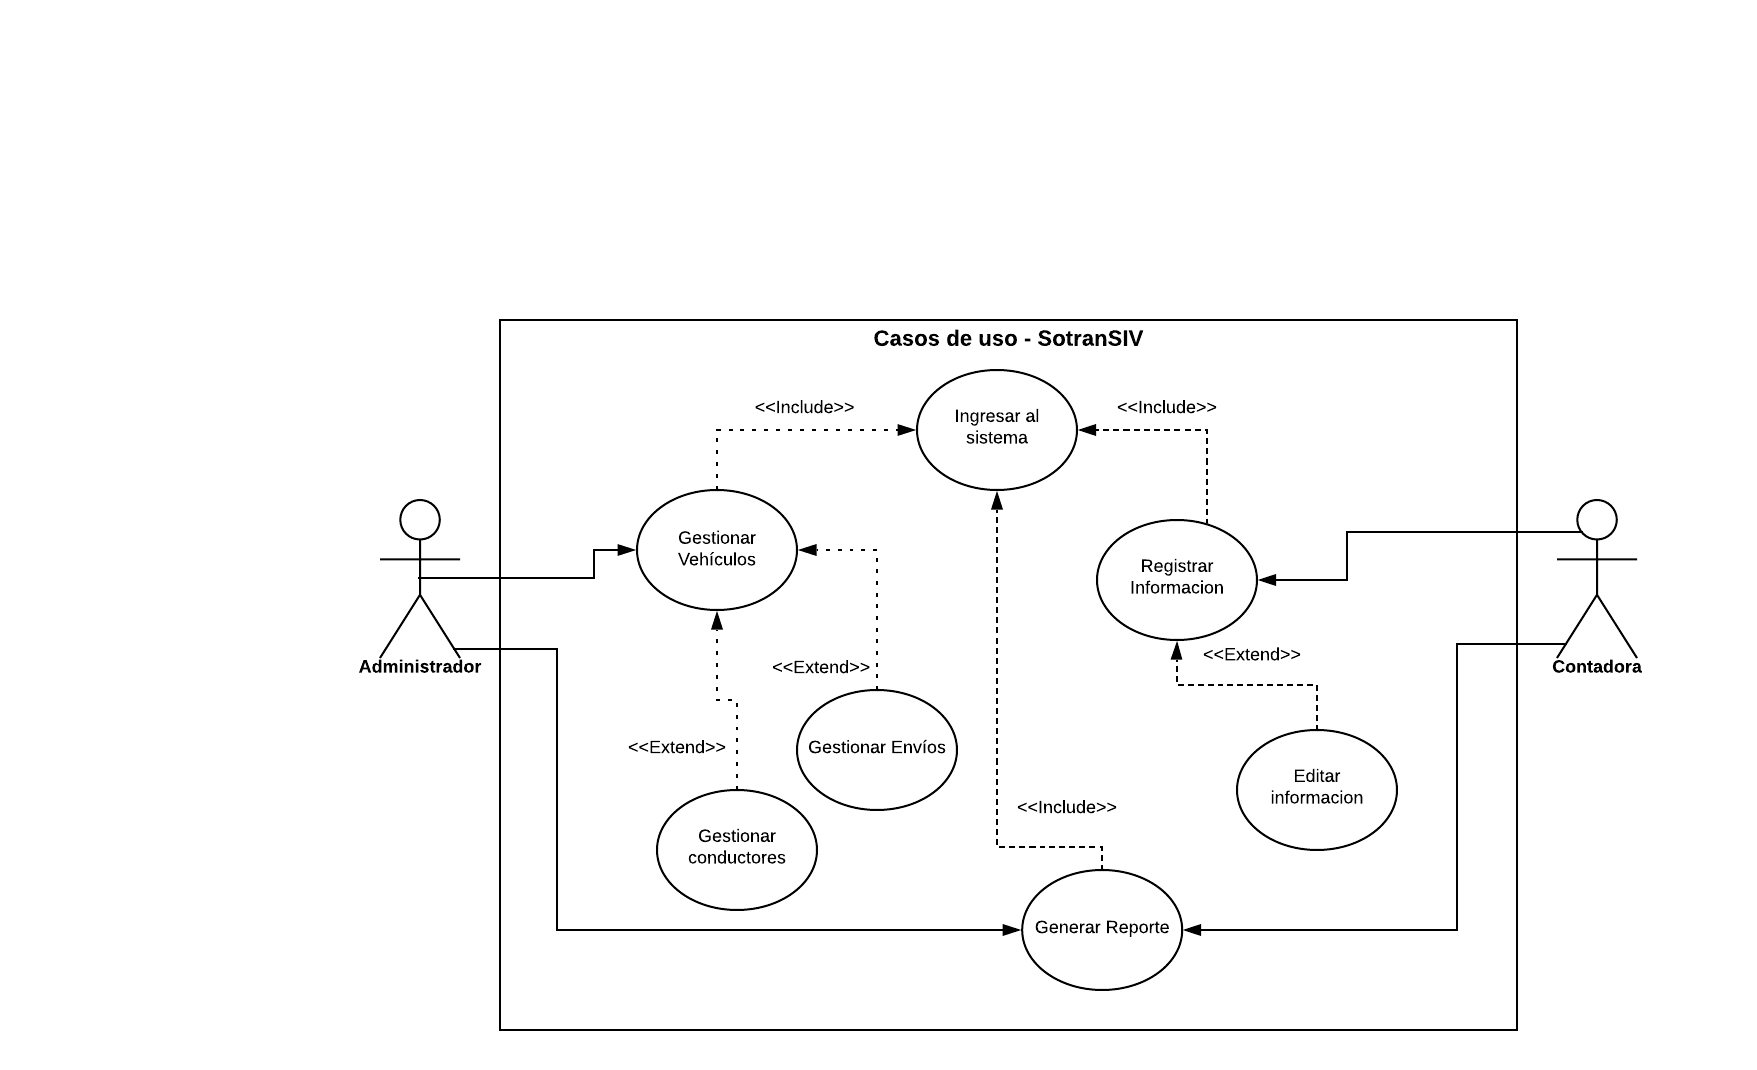 Casos de uso - SotranSIV
<<Include>>
Ingresar al
sistema
<<Include>>
Gestionar
Vehículos
Registrar
Informacion
Administrador
<<Extend>>
<<Extend>>
Contadora
<<Extend>>
Gestionar Envíos
Editar
informacion
<<Include>>
Gestionar
conductores
Generar Reporte